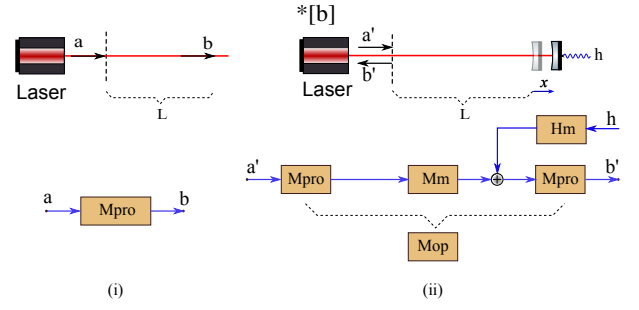 *[b]
a b
Laser
L
a'
b'
h
Laser
x
L
a Mpro b
h
Hm
a' Mpro Mm Mpro b'
Mop
(i) (ii)